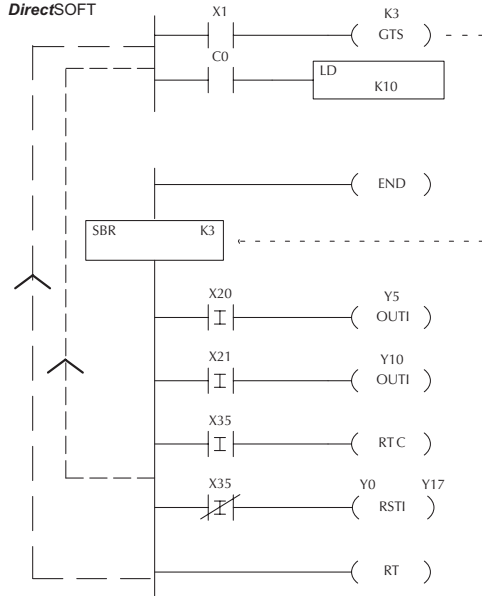 DirectSOFT
X1 K3
GTS
C0
LD
K10
END
SBR K3
X20 Y5
I OUTI
X21 Y10
I OUTI
X35
I RTC
X35 Y0 Y17
I RSTI
RT